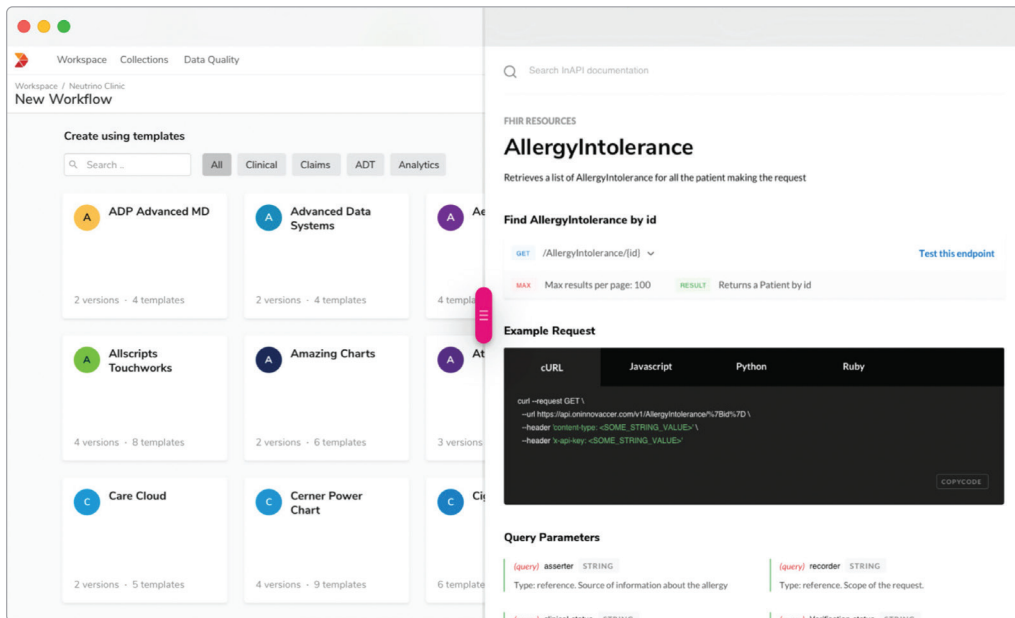 Workspace Collections Data Quality
Workspace / Neutrino Clinic
New Workflow
Create using templates
Search ..
All Clinical Claims ADT Analytics
A ADP Advanced MD
2 versions · 4 templates
A Advanced Data
Systems
2 versions · 4 templates
A Ae
4 templa
A Allscripts
Touchworks
4 versions · 8 templates
A Amazing Charts
2 versions · 6 templates
A At
3 versions
C Care Cloud
2 versions · 5 templates
C Cerner Power
Chart
4 versions · 9 templates
C Cig
6 template
Search InAPI documentation
FHIR RESOURCES
AllergyIntolerance
Retrieves a list of AllergyIntolerance for all the patient making the request
Find AllergyIntolerance by id
GET /AllergyIntolerance/{id} Test this endpoint
MAX Max results per page: 100 RESULT Returns a Patient by id
Example Request
cURL Javascript Python Ruby
curl --request GET \
--url https://api.oninnovaccer.com/v1/AllergyIntolerance/%7Bid%7D \
--header 'content-type: <SOME_STRING_VALUE>' \
--header 'x-api-key: <SOME_STRING_VALUE>'
COPYCODE
Query Parameters
(query) asserter STRING
Type: reference. Source of information about the allergy
(query) recorder STRING
Type: reference. Scope of the request.